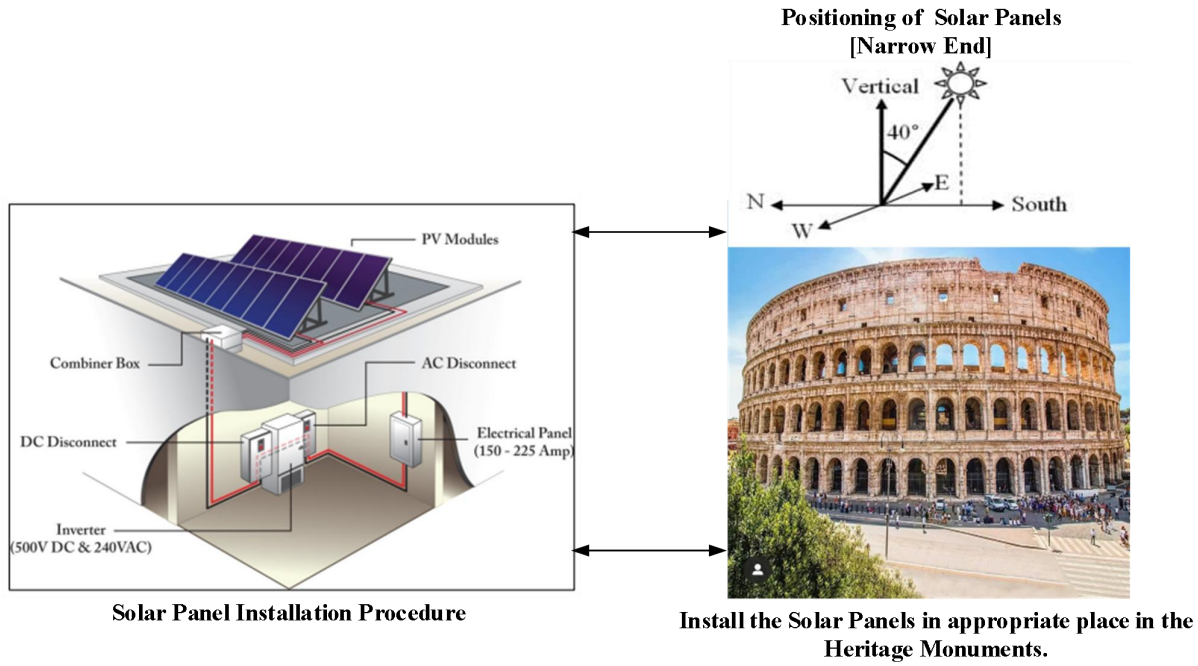 Positioning of Solar Panels
[Narrow End]
Vertical
40°
E
N
South
W
PV Modules
Combiner Box
AC Disconnect
DC Disconnect
Electrical Panel
(150 - 225 Amp)
Inverter
(500V DC & 240VAC)
Solar Panel Installation Procedure
Install the Solar Panels in appropriate place in the
Heritage Monuments.